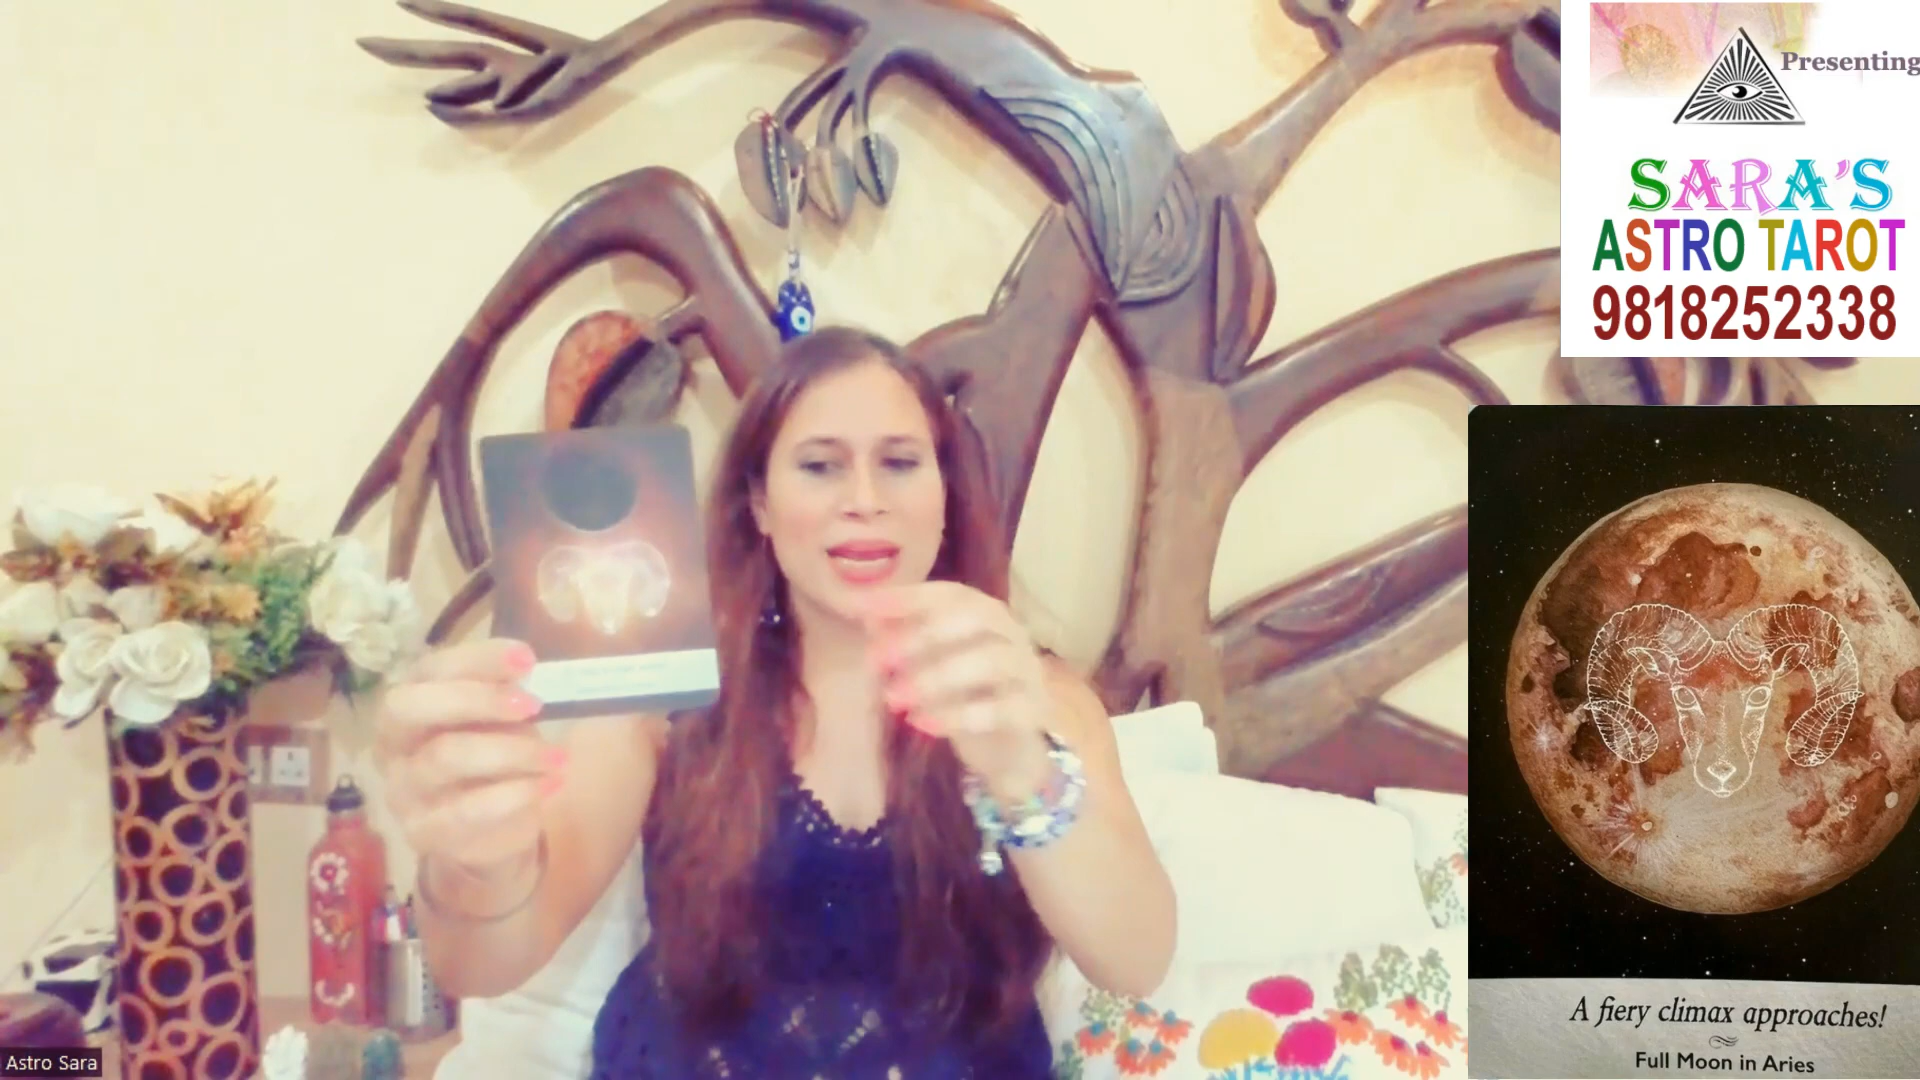 Presenting
SARA'S
ASTRO TAROT
9818252338
A fiery climax approaches!
Full Moon in Aries
Astro Sara